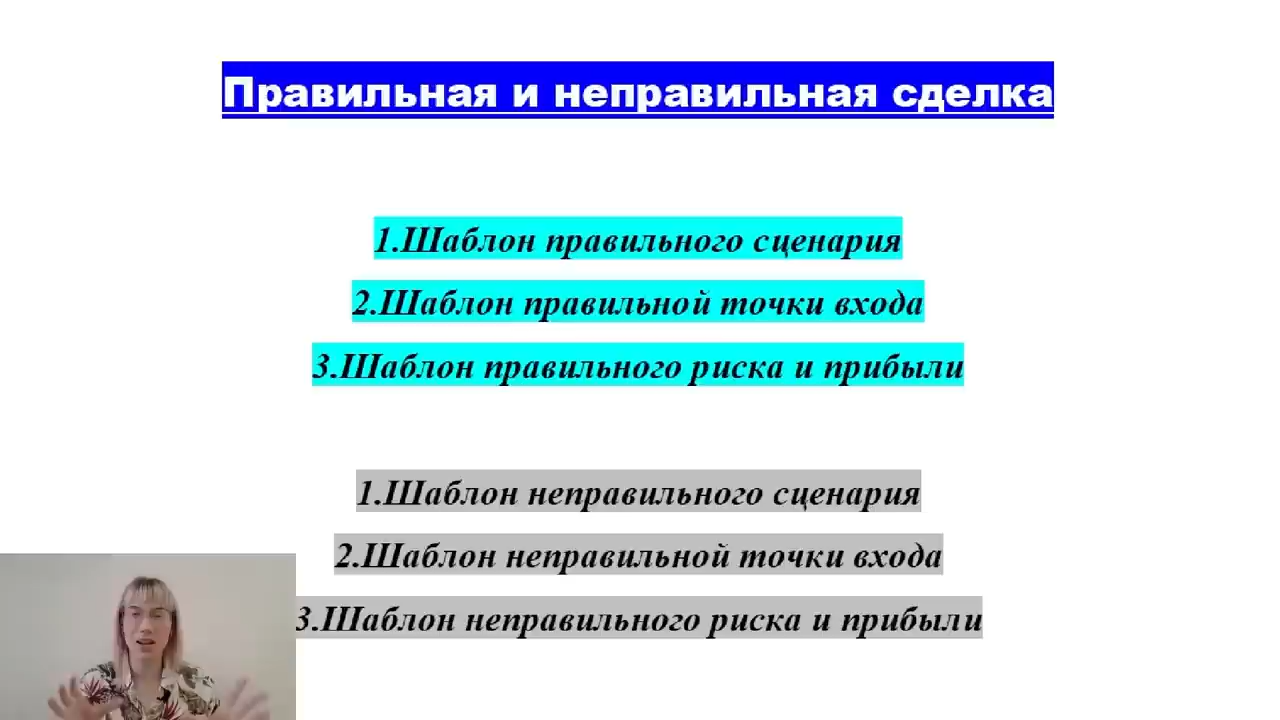 Правильная и неправильная сделка
1.Шаблон правильного сценария
2.Шаблон правильной точки входа
3.Шаблон правильного риска и прибыли
1.Шаблон неправильного сценария
2.Шаблон неправильной точки входа
3.Шаблон неправильного риска и прибыли